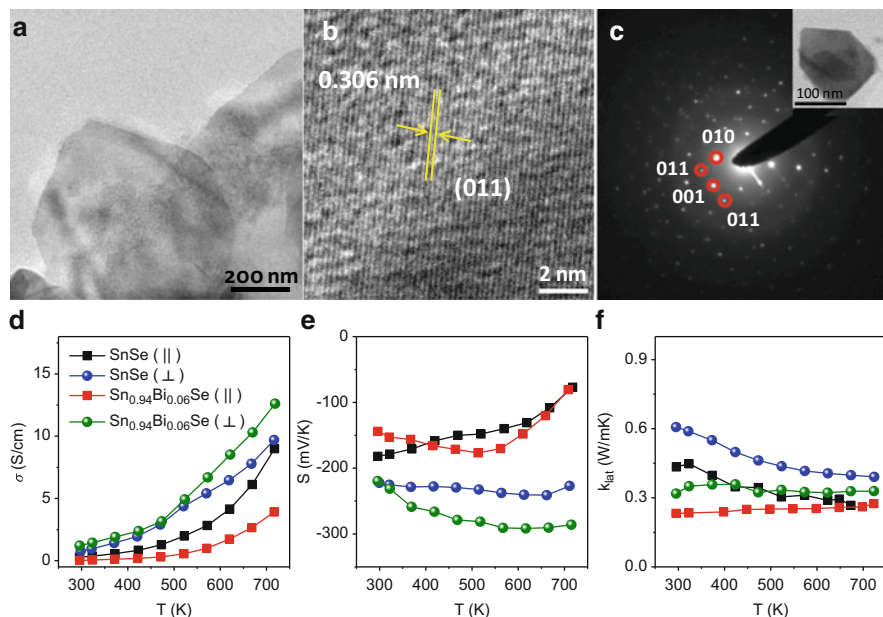 a
200 nm
b
0.306 nm
(011)
2 nm
c
100 nm
010
011
001
011
d
σ (S/cm)
15
10
5
0
SnSe ( || )
SnSe ( ⊥ )
Sn0.94Bi0.06Se ( || )
Sn0.94Bi0.06Se ( ⊥ )
300 400 500 600 700
T (K)
e
S (mV/K)
0
−100
−200
−300
300 400 500 600 700
T (K)
f
klat (W/mK)
0.9
0.6
0.3
0.0
300 400 500 600 700
T (K)